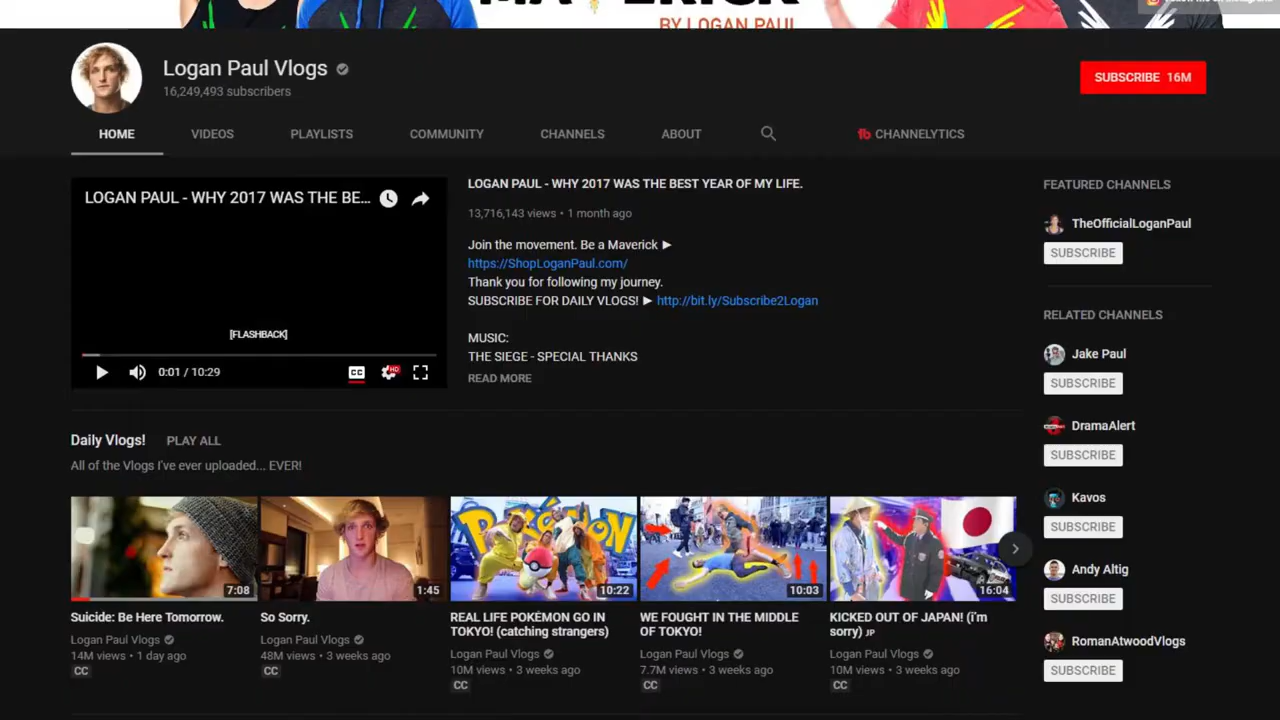 BY LOGAN PAUL
Logan Paul Vlogs
16,249,493 subscribers
SUBSCRIBE 16M
HOME VIDEOS PLAYLISTS COMMUNITY CHANNELS ABOUT CHANNELYTICS
LOGAN PAUL - WHY 2017 WAS THE BE...
[FLASHBACK]
0:01 / 10:29
CC
HD
LOGAN PAUL - WHY 2017 WAS THE BEST YEAR OF MY LIFE.
13,716,143 views • 1 month ago
Join the movement. Be a Maverick ►
https://ShopLoganPaul.com/
Thank you for following my journey.
SUBSCRIBE FOR DAILY VLOGS! ► http://bit.ly/Subscribe2Logan
MUSIC:
THE SIEGE - SPECIAL THANKS
READ MORE
FEATURED CHANNELS
TheOfficialLoganPaul
SUBSCRIBE
RELATED CHANNELS
Jake Paul
SUBSCRIBE
DramaAlert
SUBSCRIBE
Kavos
SUBSCRIBE
Andy Altig
SUBSCRIBE
RomanAtwoodVlogs
SUBSCRIBE
Daily Vlogs! PLAY ALL
All of the Vlogs I've ever uploaded... EVER!
7:08
Suicide: Be Here Tomorrow.
Logan Paul Vlogs
14M views • 1 day ago
CC
1:45
So Sorry.
Logan Paul Vlogs
48M views • 3 weeks ago
CC
POKÉMON
10:22
REAL LIFE POKÉMON GO IN
TOKYO! (catching strangers)
Logan Paul Vlogs
10M views • 3 weeks ago
CC
10:03
WE FOUGHT IN THE MIDDLE
OF TOKYO!
Logan Paul Vlogs
7.7M views • 3 weeks ago
CC
16:04
KICKED OUT OF JAPAN! (i'm
sorry) JP
Logan Paul Vlogs
10M views • 3 weeks ago
CC